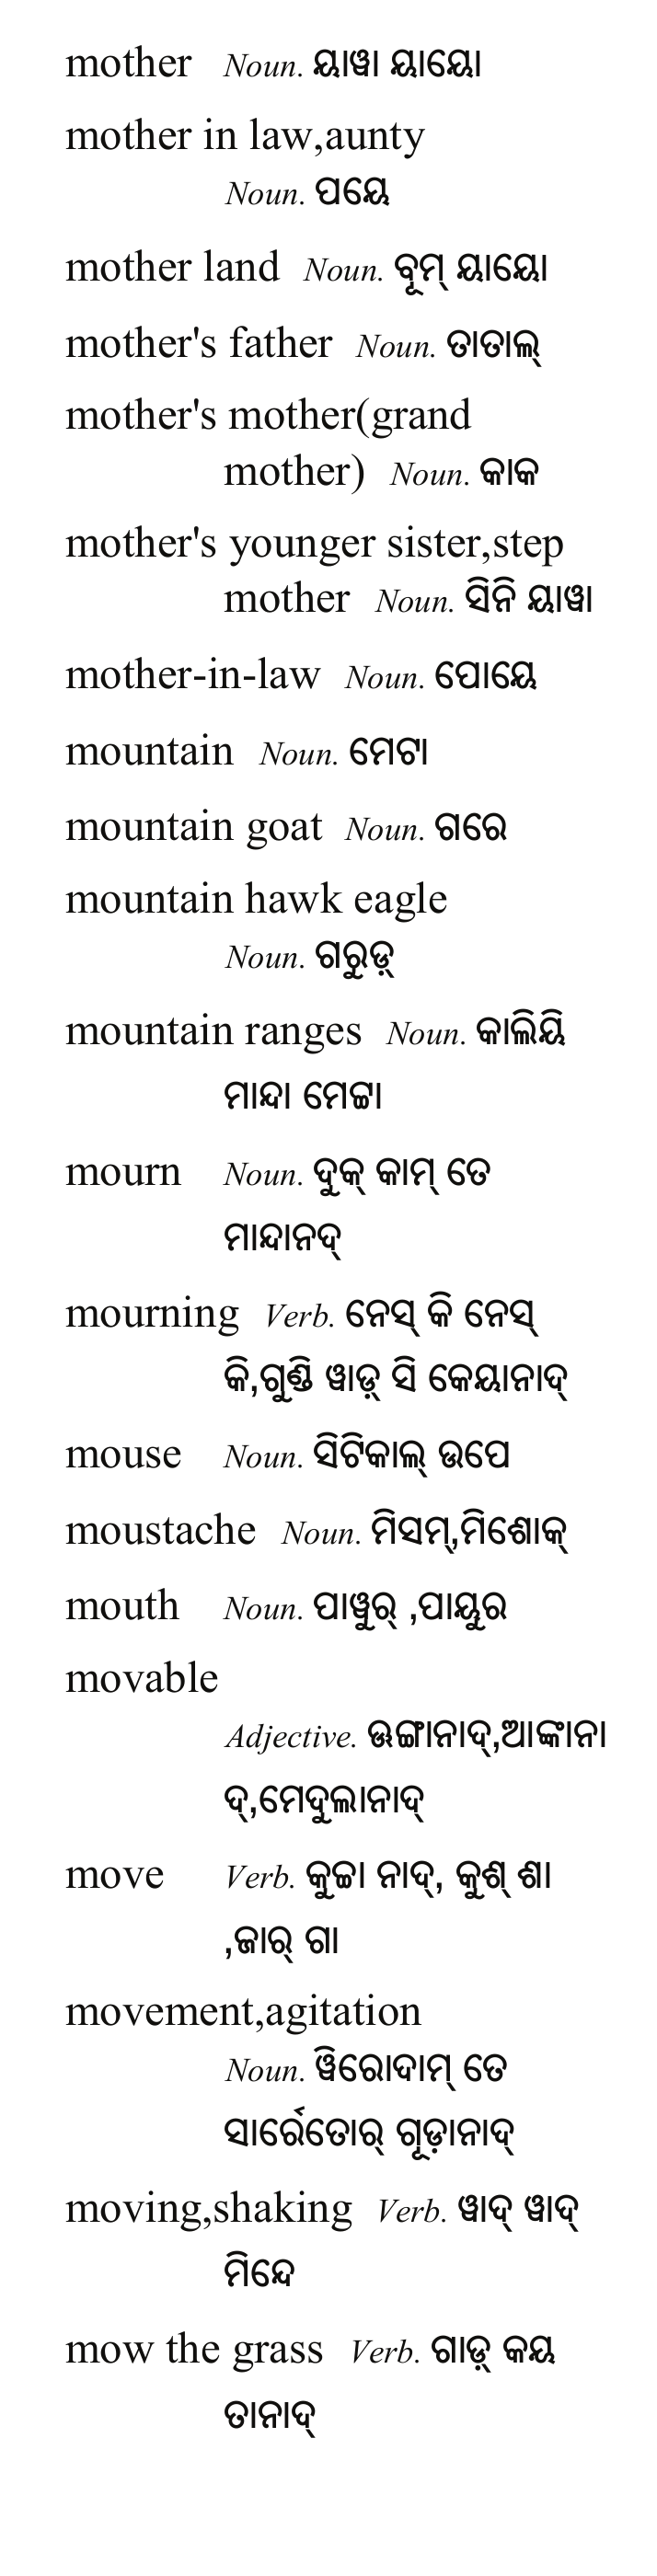 mother Noun. ୟାୱା ୟାୟୋ
mother in law,aunty
Noun. ପୟେ
mother land Noun. ବୂମ୍ ୟାୟୋ
mother's father Noun. ତାତାଲ୍
mother's mother(grand
mother) Noun. କାକ
mother's younger sister,step
mother Noun. ସିନି ୟାୱା
mother-in-law Noun. ପୋୟେ
mountain Noun. ମେଟା
mountain goat Noun. ଗରେ
mountain hawk eagle
Noun. ଗରୁଡ଼୍
mountain ranges Noun. କାଲିୟି
ମାନ୍ଦା ମେଟ୍ଟା
mourn Noun. ଦୁକ୍ କାମ୍ ତେ
ମାନ୍ଦାନଦ୍
mourning Verb. ନେସ୍ କି ନେସ୍
କି,ଗୁଣ୍ଡି ୱାଡ଼୍ ସି କେୟାନାଦ୍
mouse Noun. ସିଟିକାଲ୍ ଉପେ
moustache Noun. ମିସମ୍,ମିଶୋକ୍
mouth Noun. ପାୱୁର୍ ,ପାୟୁର
movable
Adjective. ଊଙ୍ଗାନାଦ୍,ଆଙ୍କାନା
ଦ୍,ମେଦୁଲାନାଦ୍
move Verb. କୁଚ୍ଚା ନାଦ୍, କୁଶ୍ ଶା
,ଜାର୍ ଗା
movement,agitation
Noun. ୱିରୋଦାମ୍ ତେ
ସାର୍ରେତୋର୍ ଗୂଡ଼ାନାଦ୍
moving,shaking Verb. ୱାଦ୍ ୱାଦ୍
ମିନ୍ଦେ
mow the grass Verb. ଗାଡ଼୍ କୟ
ତାନାଦ୍